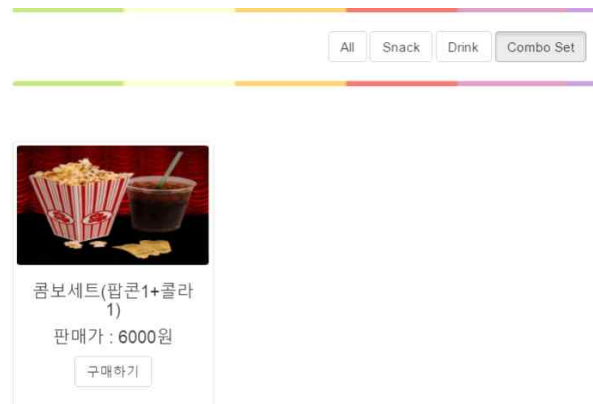 All Snack Drink Combo Set
콤보세트(팝콘1+콜라
1)
판매가 : 6000원
구매하기